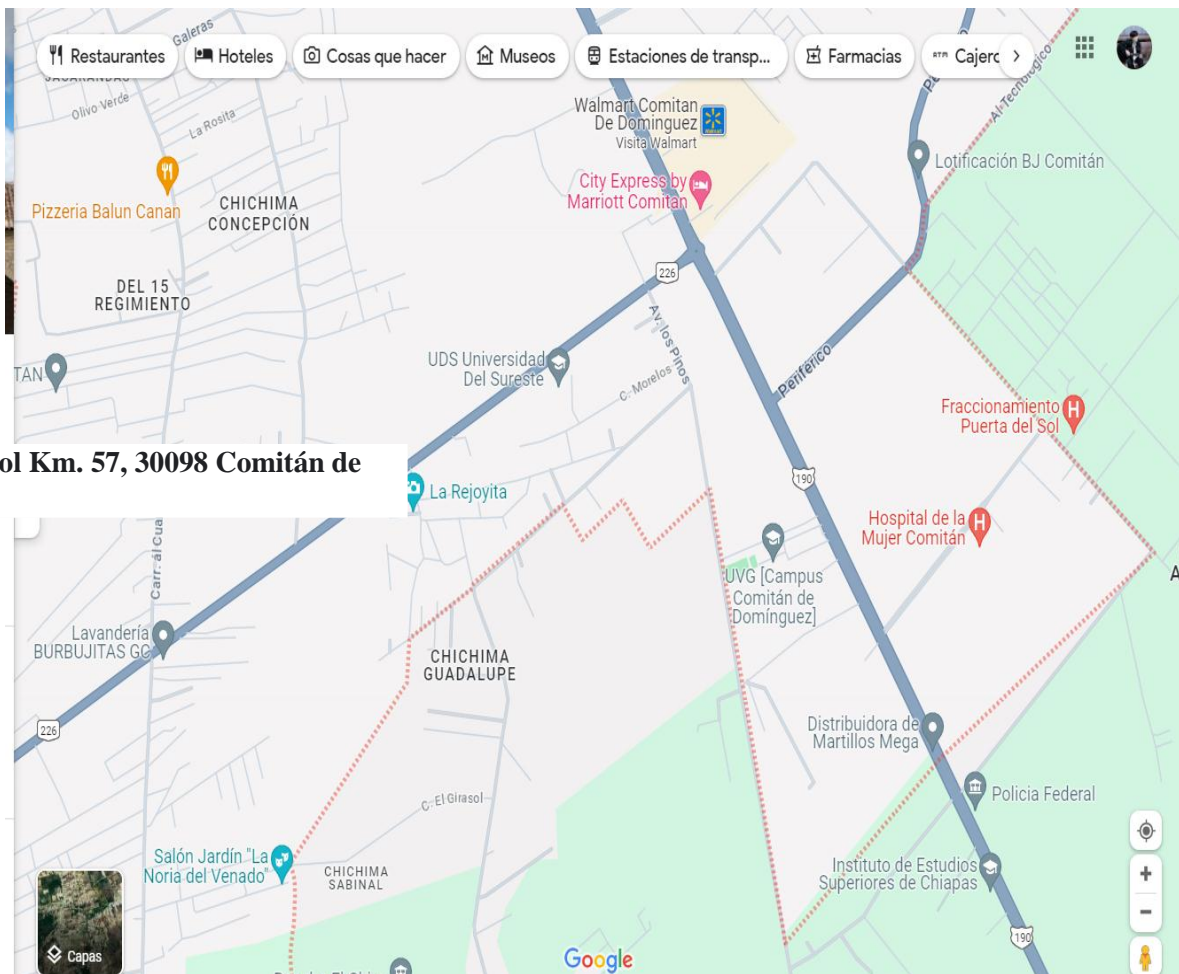 Galeras
Restaurantes
Hoteles
Cosas que hacer
Museos
Estaciones de transp...
Farmacias
Cajero
Al Tecnológico
Olivo Verde
La Rosita
Walmart Comitan
De Dominguez
Visita Walmart
Lotificación BJ Comitán
City Express by
Marriott Comitan
Pizzeria Balun Canan
CHICHIMA
CONCEPCIÓN
226
DEL 15
REGIMIENTO
Av. los Pinos
UDS Universidad
Del Sureste
Periférico
C. Morelos
TAN
Fraccionamiento
Puerta del Sol
ol Km. 57, 30098 Comitán de
La Rejoyita
190
Hospital de la
Mujer Comitán
Carr. al Cua
UVG [Campus
Comitán de
Domínguez]
A
Lavandería
BURBUJITAS GC
CHICHIMA
GUADALUPE
226
Distribuidora de
Martillos Mega
C. El Girasol
Policia Federal
Salón Jardín "La
Noria del Venado"
CHICHIMA
SABINAL
Instituto de Estudios
Superiores de Chiapas
190
Capas
Google